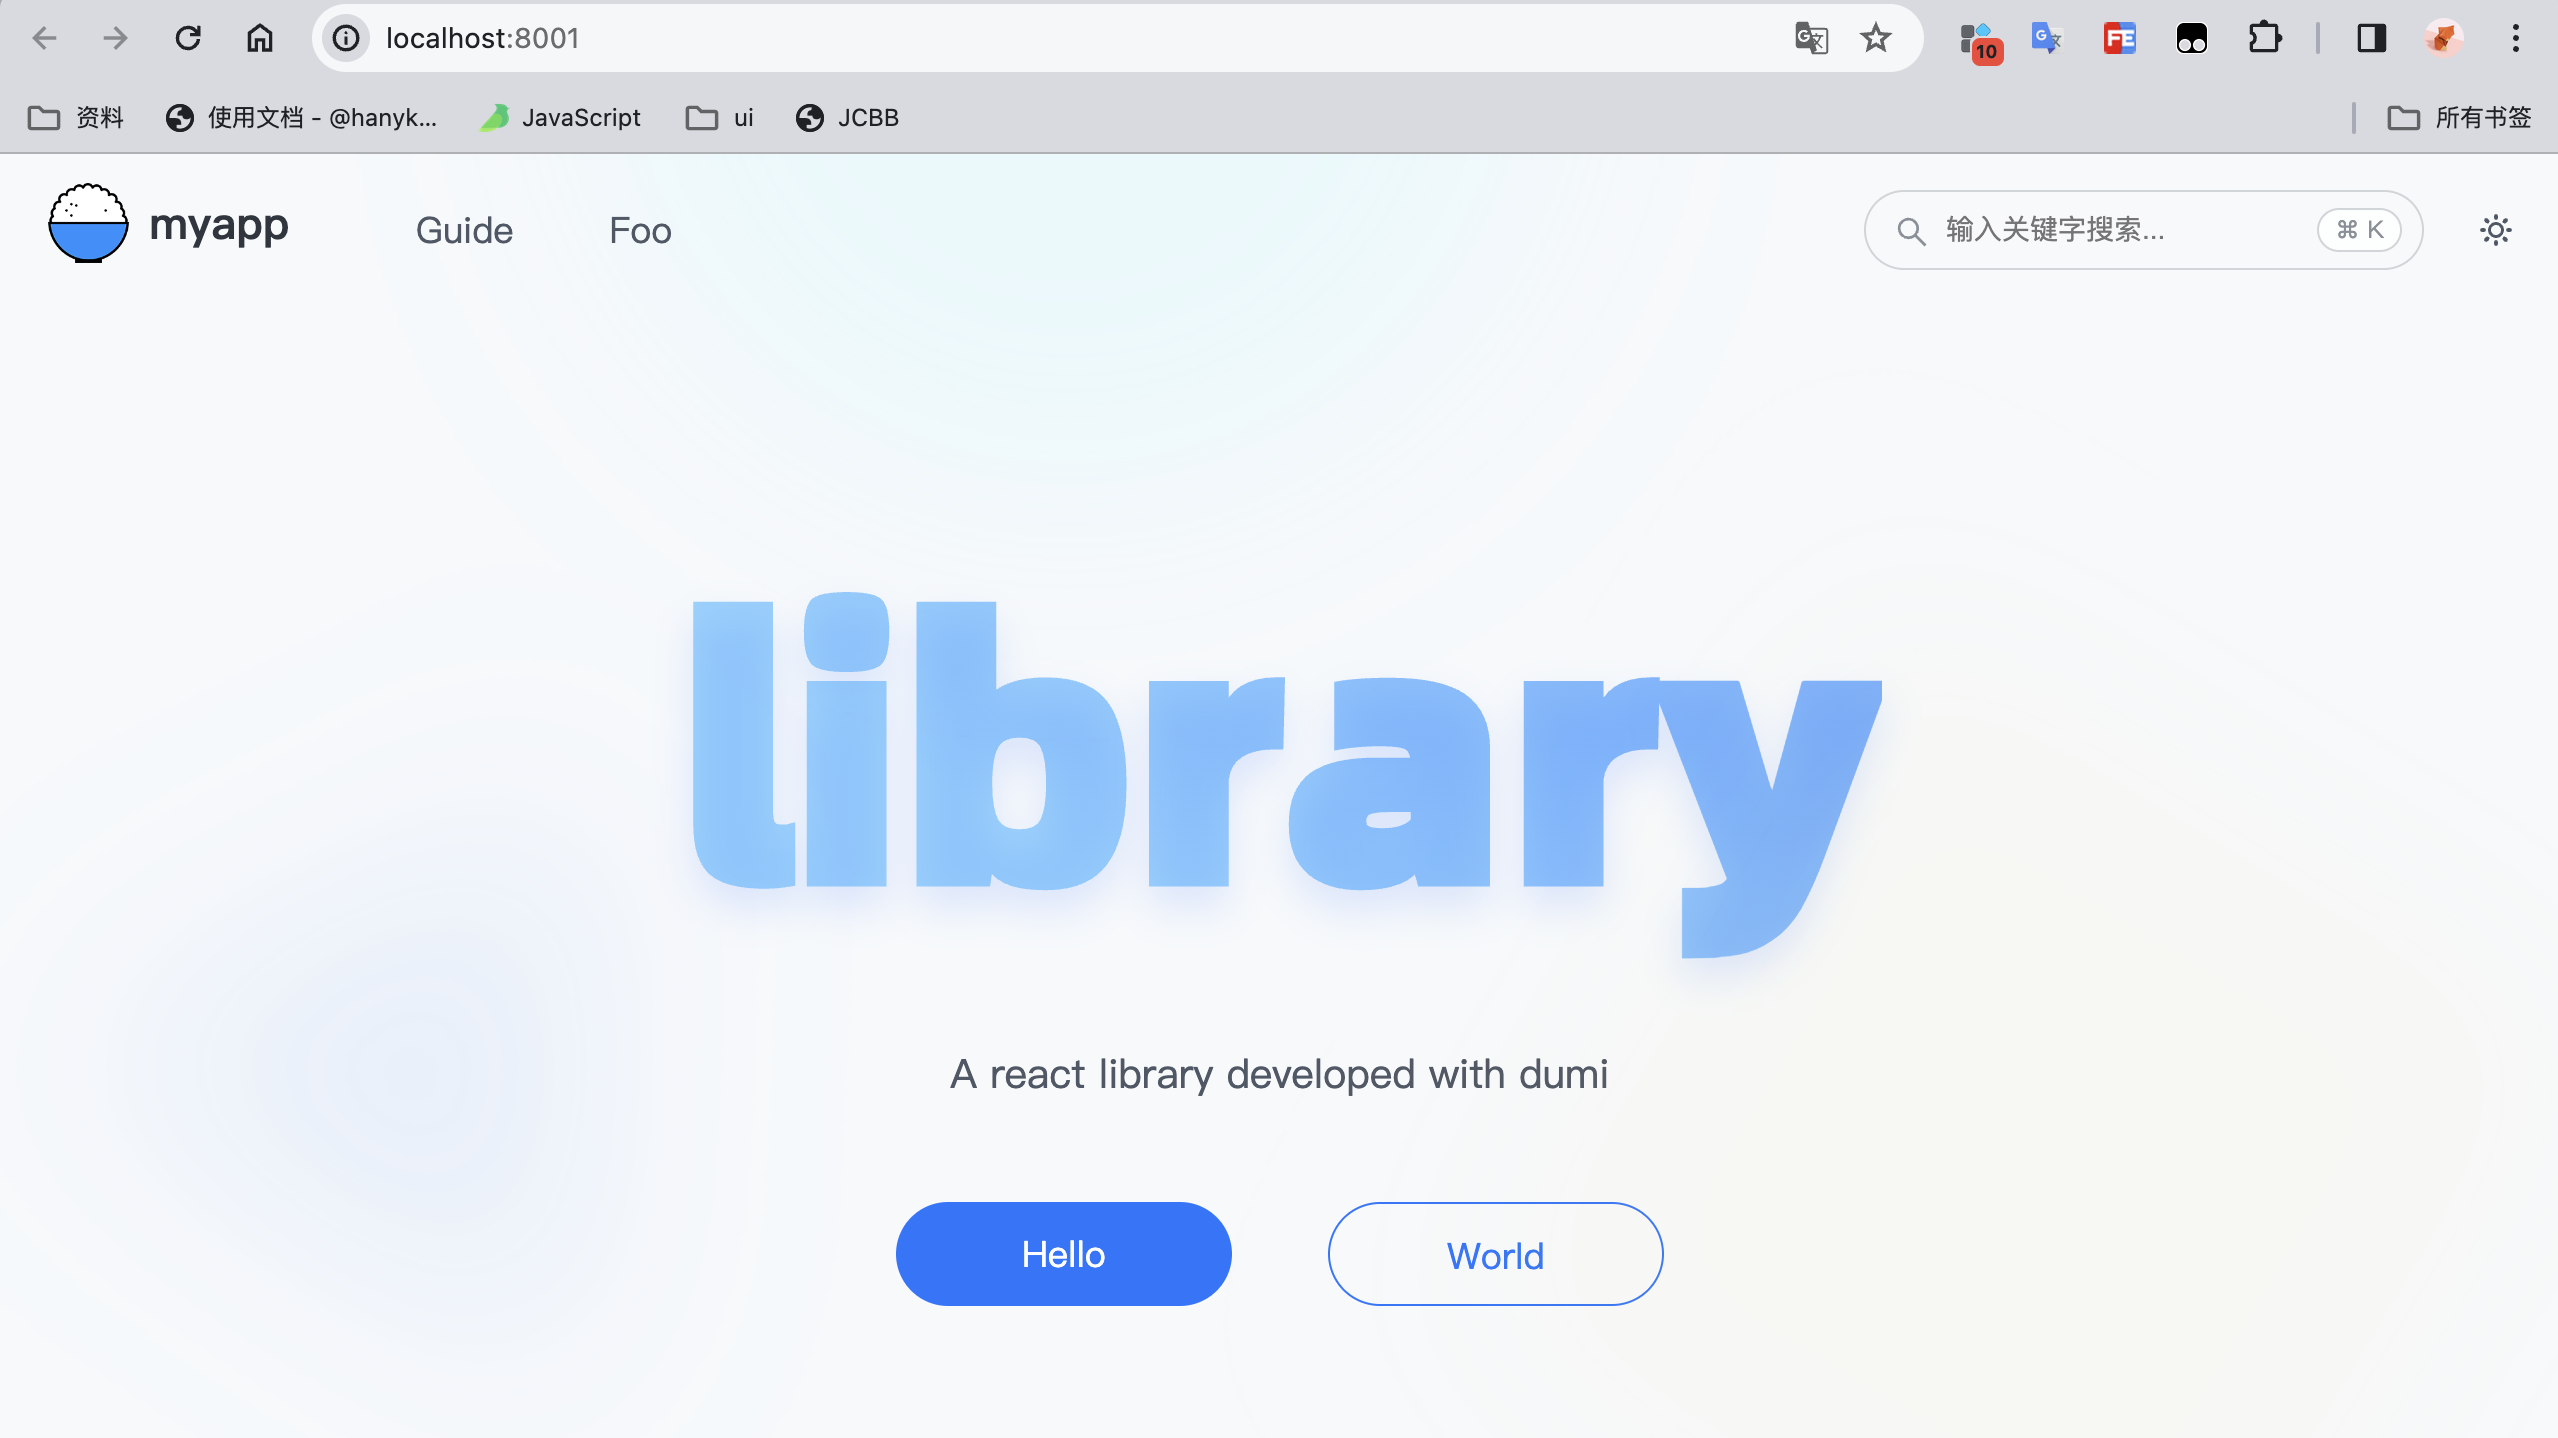 localhost:8001
10
FE
资料
使用文档 - @hanyk...
JavaScript
ui
JCBB
所有书签
myapp
Guide
Foo
输入关键字搜索...
⌘ K
library
A react library developed with dumi
Hello
World